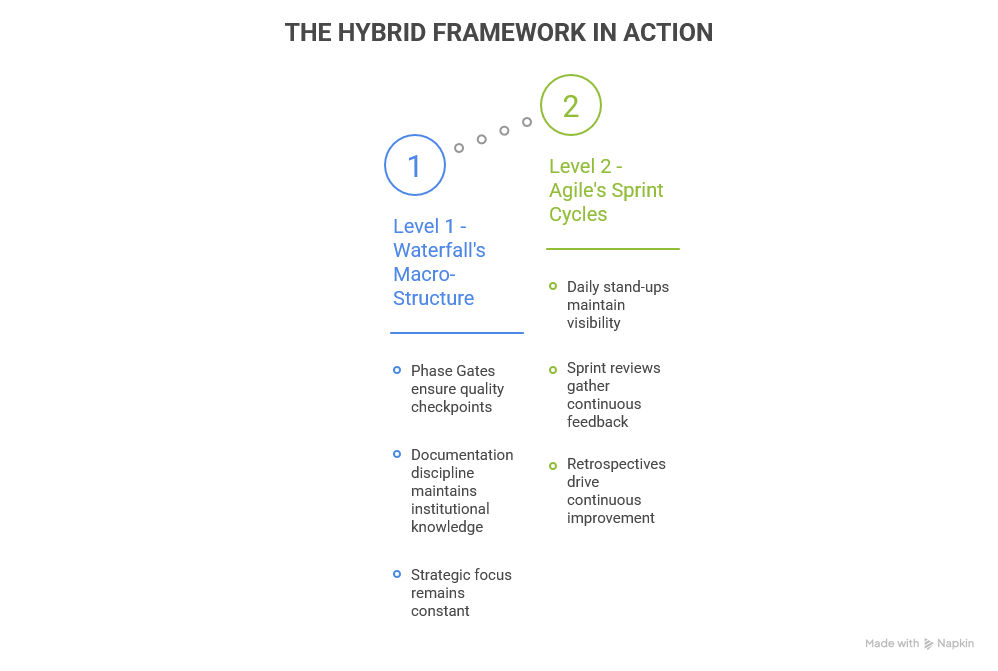 THE HYBRID FRAMEWORK IN ACTION
1
Level 1 -
Waterfall's
Macro-
Structure
Phase Gates
ensure quality
checkpoints
Documentation
discipline
maintains
institutional
knowledge
Strategic focus
remains
constant
2
Level 2 -
Agile's Sprint
Cycles
Daily stand-ups
maintain
visibility
Sprint reviews
gather
continuous
feedback
Retrospectives
drive
continuous
improvement
Made with Napkin